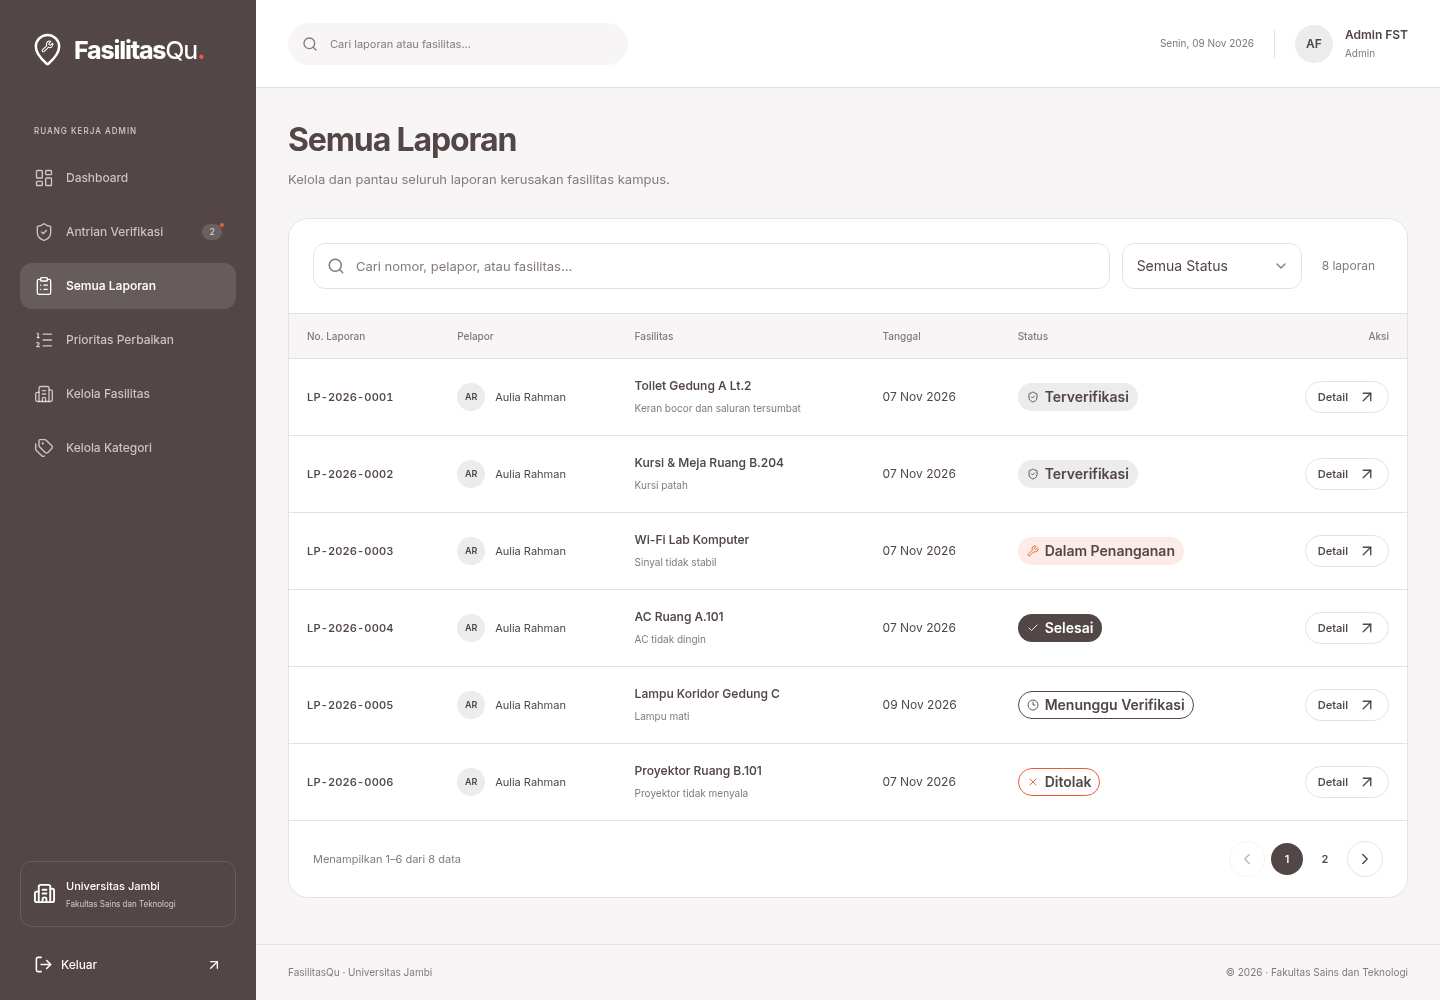 FasilitasQu.
RUANG KERJA ADMIN
Dashboard
Antrian Verifikasi 2
Semua Laporan
Prioritas Perbaikan
Kelola Fasilitas
Kelola Kategori
Universitas Jambi
Fakultas Sains dan Teknologi
Keluar
Cari laporan atau fasilitas...
Senin, 09 Nov 2026
AF
Admin FST
Admin
Semua Laporan
Kelola dan pantau seluruh laporan kerusakan fasilitas kampus.
Cari nomor, pelapor, atau fasilitas...
Semua Status
8 laporan
No. Laporan Pelapor Fasilitas Tanggal Status Aksi
LP-2026-0001 AR Aulia Rahman Toilet Gedung A Lt.2 07 Nov 2026 Terverifikasi Detail
Keran bocor dan saluran tersumbat
LP-2026-0002 AR Aulia Rahman Kursi & Meja Ruang B.204 07 Nov 2026 Terverifikasi Detail
Kursi patah
LP-2026-0003 AR Aulia Rahman Wi-Fi Lab Komputer 07 Nov 2026 Dalam Penanganan Detail
Sinyal tidak stabil
LP-2026-0004 AR Aulia Rahman AC Ruang A.101 07 Nov 2026 Selesai Detail
AC tidak dingin
LP-2026-0005 AR Aulia Rahman Lampu Koridor Gedung C 09 Nov 2026 Menunggu Verifikasi Detail
Lampu mati
LP-2026-0006 AR Aulia Rahman Proyektor Ruang B.101 07 Nov 2026 Ditolak Detail
Proyektor tidak menyala
Menampilkan 1–6 dari 8 data
1 2
FasilitasQu · Universitas Jambi
© 2026 · Fakultas Sains dan Teknologi